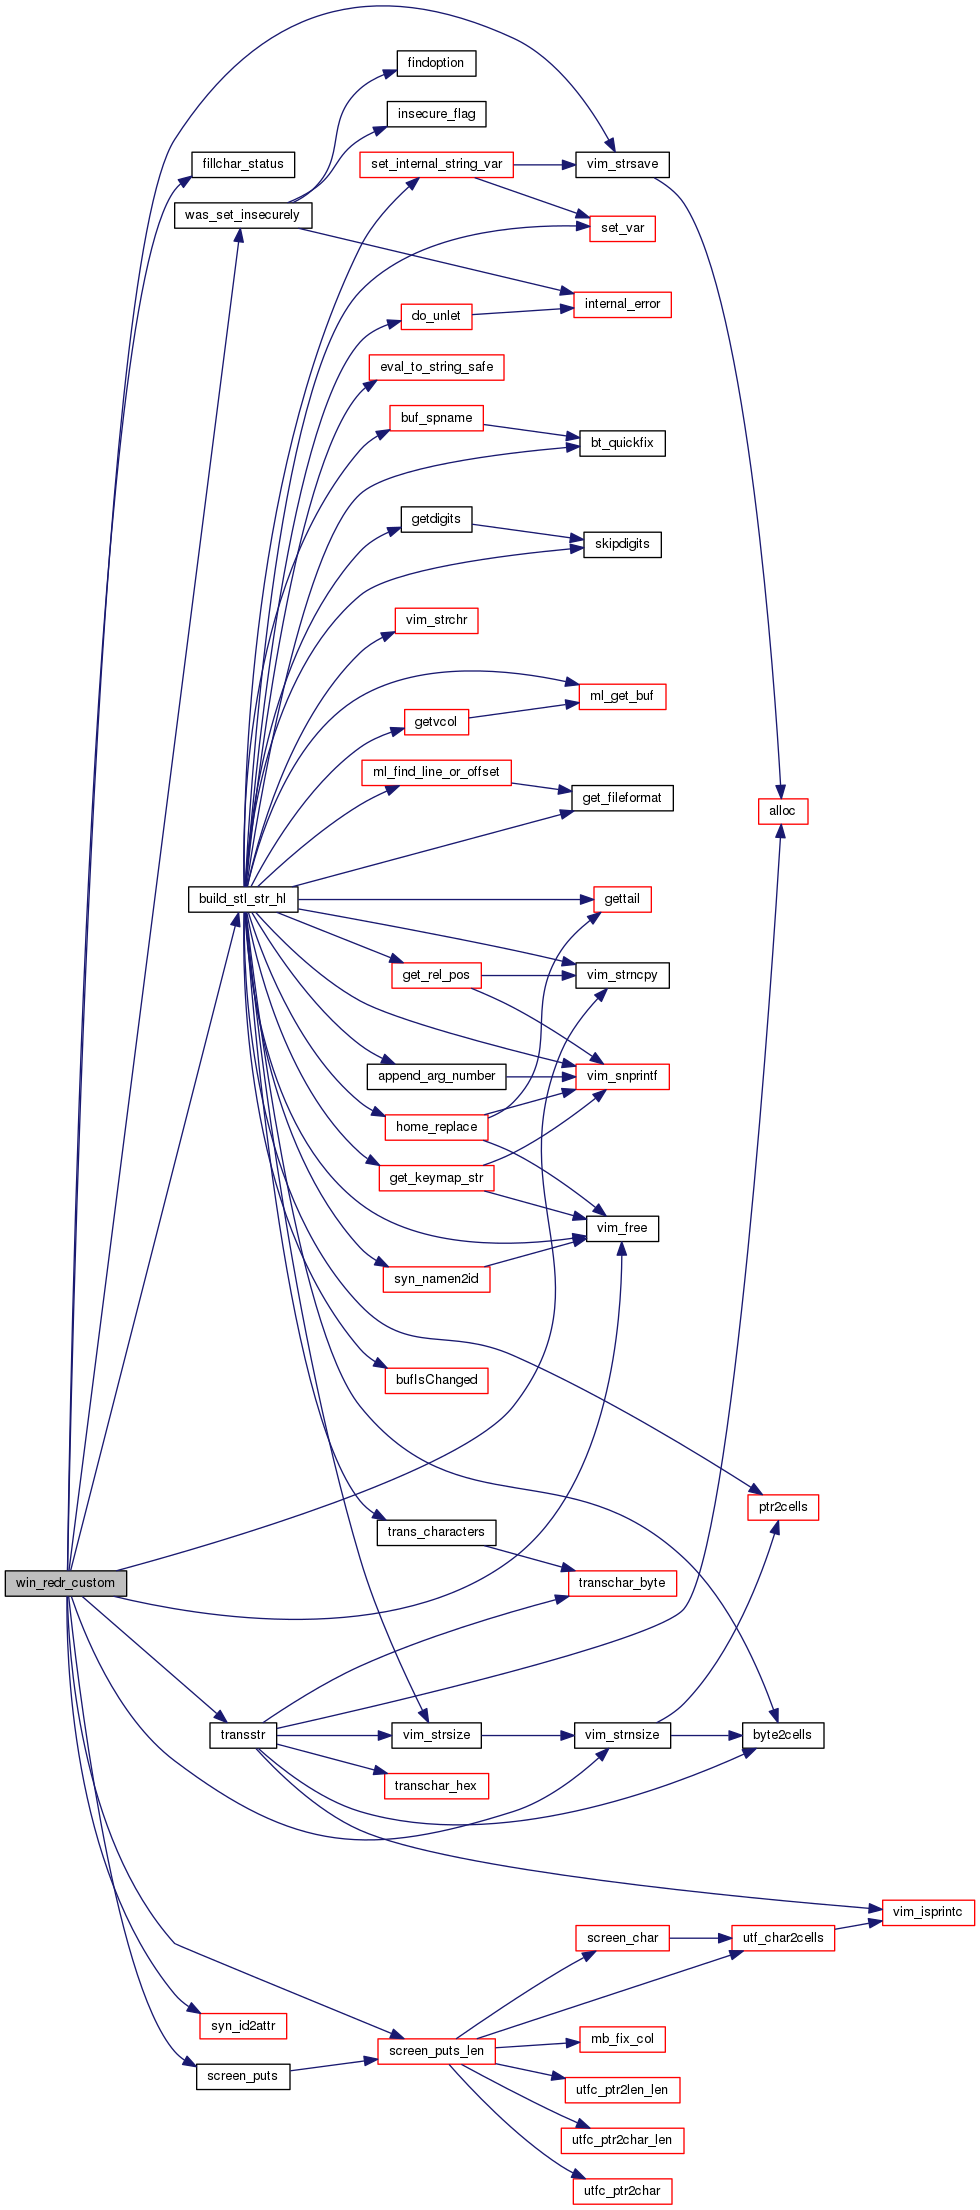 findoption
insecure_flag
fillchar_status
set_internal_string_var
vim_strsave
was_set_insecurely
set_var
internal_error
do_unlet
eval_to_string_safe
buf_spname
bt_quickfix
getdigits
skipdigits
vim_strchr
ml_get_buf
getvcol
ml_find_line_or_offset
get_fileformat
alloc
build_stl_str_hl
gettail
get_rel_pos
vim_strncpy
append_arg_number
vim_snprintf
home_replace
get_keymap_str
vim_free
syn_namen2id
bufIsChanged
ptr2cells
trans_characters
win_redr_custom
transchar_byte
transstr
vim_strsize
vim_strnsize
byte2cells
transchar_hex
vim_isprintc
screen_char
utf_char2cells
syn_id2attr
mb_fix_col
screen_puts_len
screen_puts
utfc_ptr2len_len
utfc_ptr2char_len
utfc_ptr2char